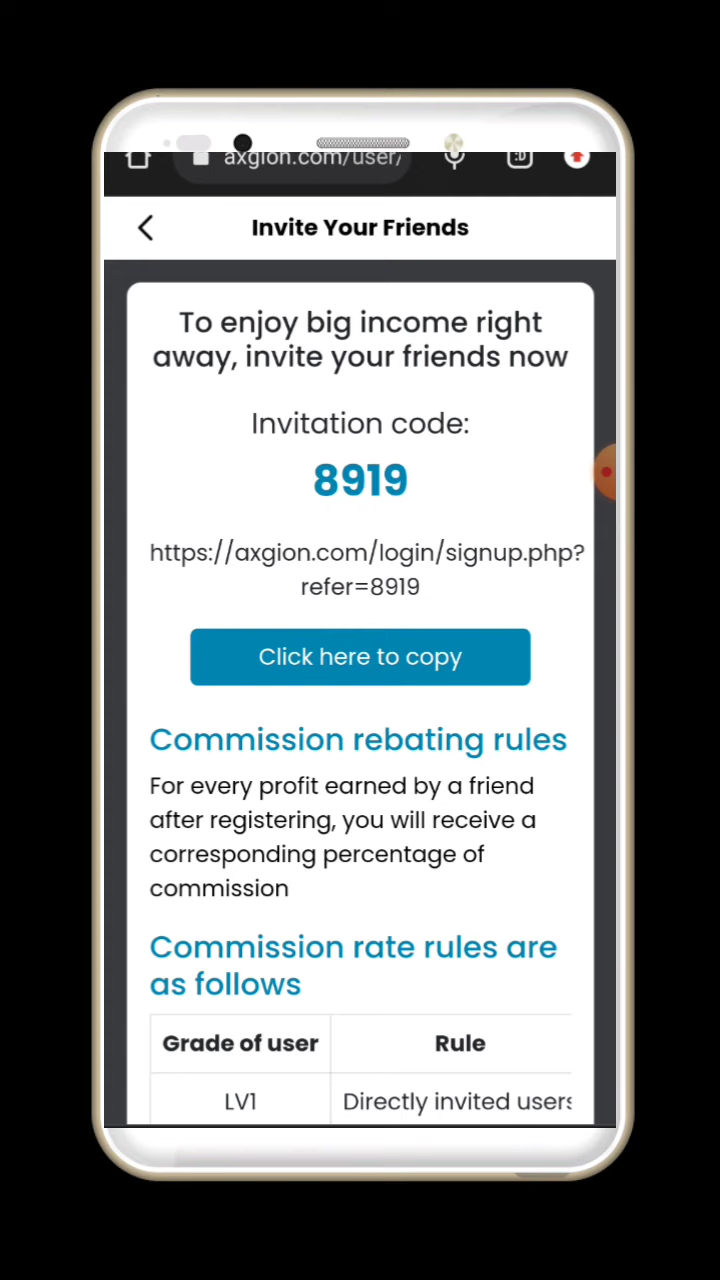 axgion.com/user/
:D
Invite Your Friends
To enjoy big income right
away, invite your friends now
Invitation code:
8919
https://axgion.com/login/signup.php?
refer=8919
Click here to copy
Commission rebating rules
For every profit earned by a friend
after registering, you will receive a
corresponding percentage of
commission
Commission rate rules are
as follows
Grade of user Rule
LV1 Directly invited users